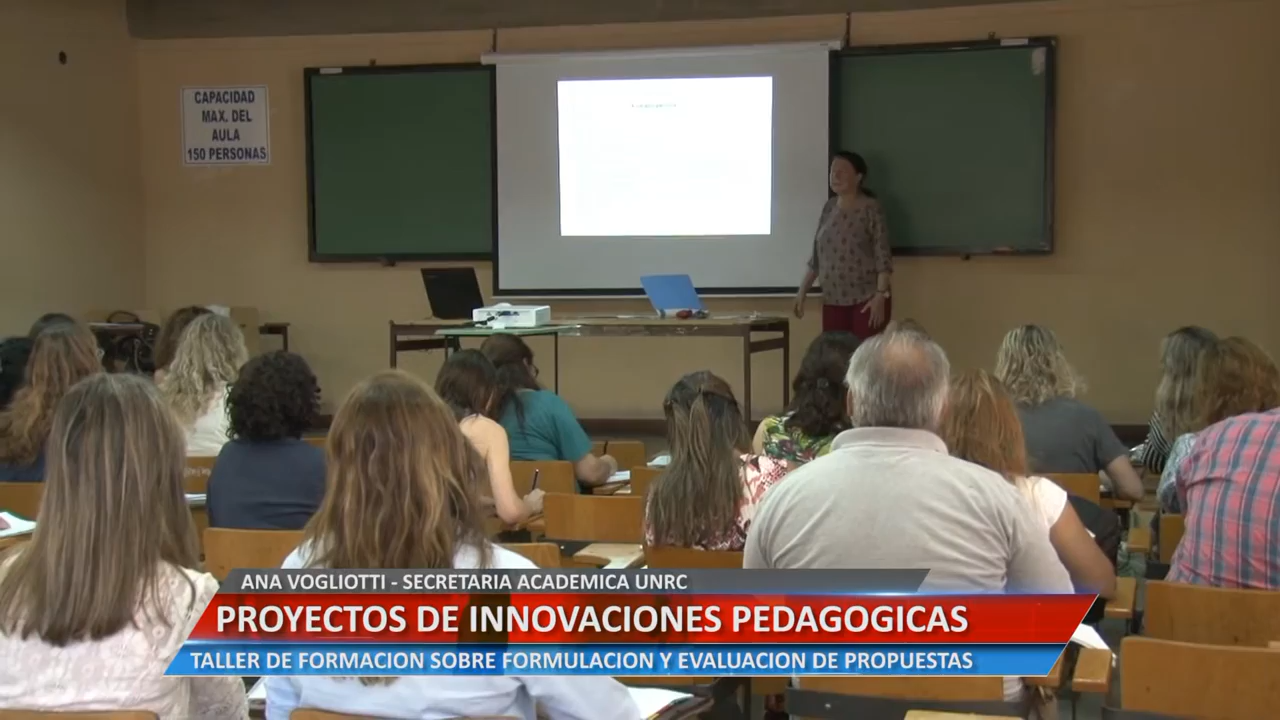 CAPACIDAD
MAX. DEL
AULA
150 PERSONAS
ANA VOGLIOTTI - SECRETARIA ACADEMICA UNRC
PROYECTOS DE INNOVACIONES PEDAGOGICAS
TALLER DE FORMACION SOBRE FORMULACION Y EVALUACION DE PROPUESTAS